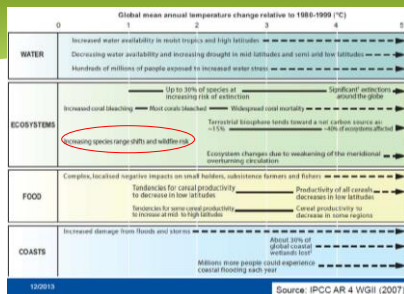 Global mean annual temperature change relative to 1980-1999 (°C)
0 1 2 3 4 5
WATER
Increased water availability in moist tropics and high latitudes
Decreasing water availability and increasing drought in mid latitudes and semi-arid low latitudes
Hundreds of millions of people exposed to increased water stress
ECOSYSTEMS
Up to 30% of species at
increasing risk of extinction
Significant¹ extinctions
around the globe
Increased coral bleaching
Most corals bleached
Widespread coral mortality
Terrestrial biosphere tends toward a net carbon source as:
~15%
~40% of ecosystems affected
Increasing species range shifts and wildfire risk
Ecosystem changes due to weakening of the meridional
overturning circulation
FOOD
Complex, localised negative impacts on small holders, subsistence farmers and fishers
Tendencies for cereal productivity
to decrease in low latitudes
Productivity of all cereals
decreases in low latitudes
Tendencies for some cereal productivity
to increase at mid- to high latitudes
Cereal productivity to
decrease in some regions
COASTS
Increased damage from floods and storms
About 30% of
global coastal
wetlands lost²
Millions more people could experience
coastal flooding each year
12/2013
Source: IPCC AR 4 WGII (2007)